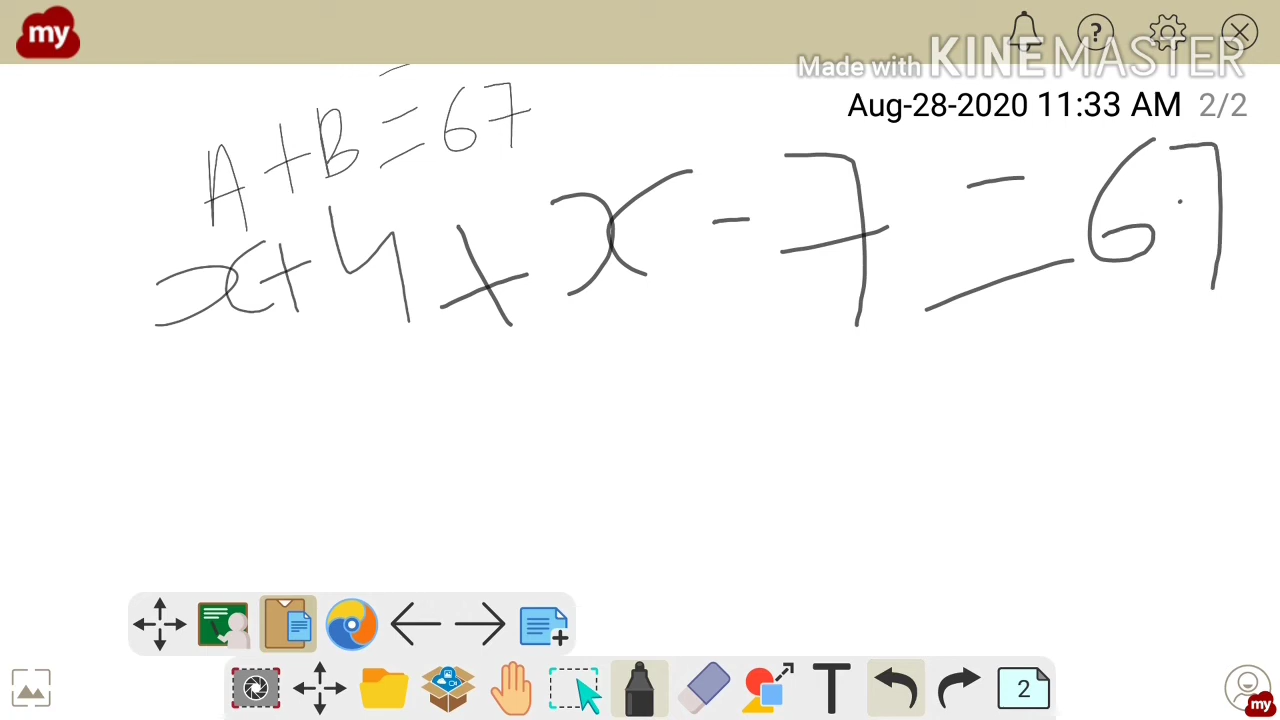 my
Made with KINEMASTER
Aug-28-2020 11:33 AM 2/2
A+B=67
x+4+x-7=67
?
T
2
my